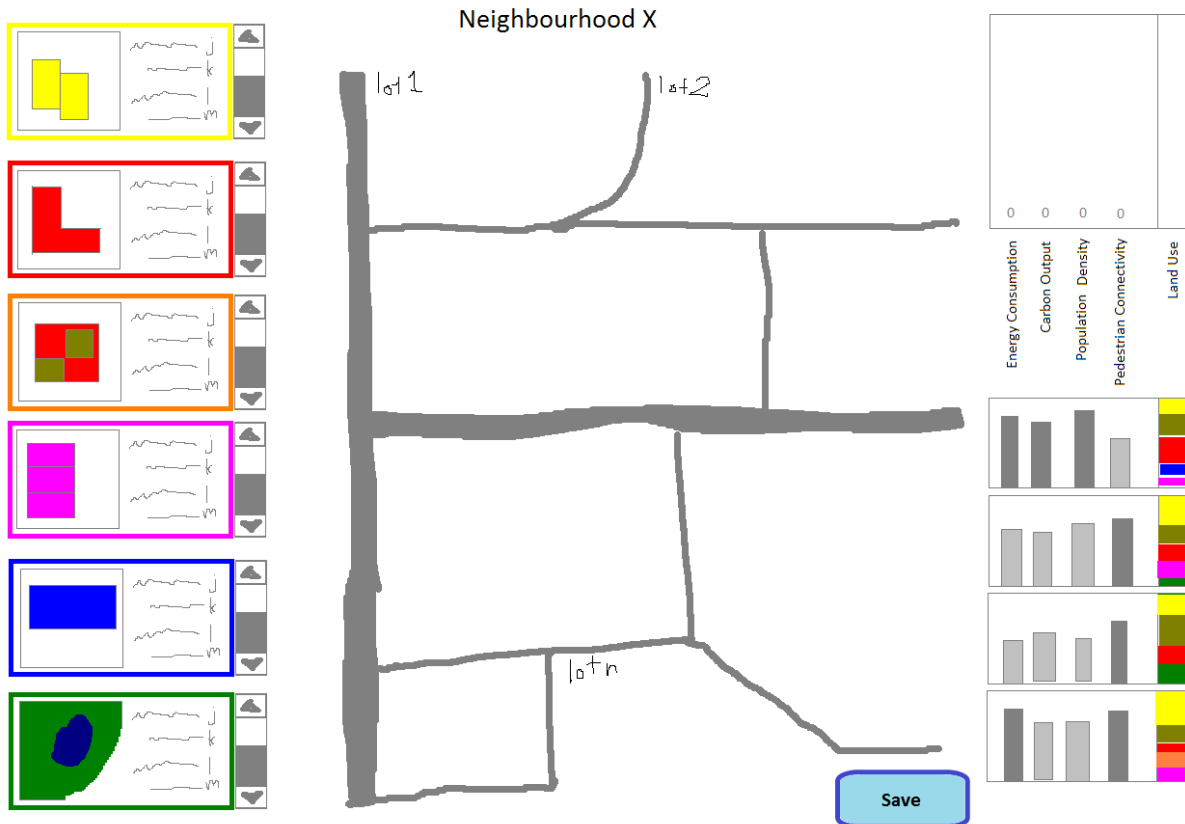 Neighbourhood X
j
k
l
m
j
k
l
m
j
k
l
m
j
k
l
m
j
k
l
m
j
k
l
m
lot1
lot2
lotn
0 0 0 0
Energy Consumption
Carbon Output
Population Density
Pedestrian Connectivity
Land Use
Save